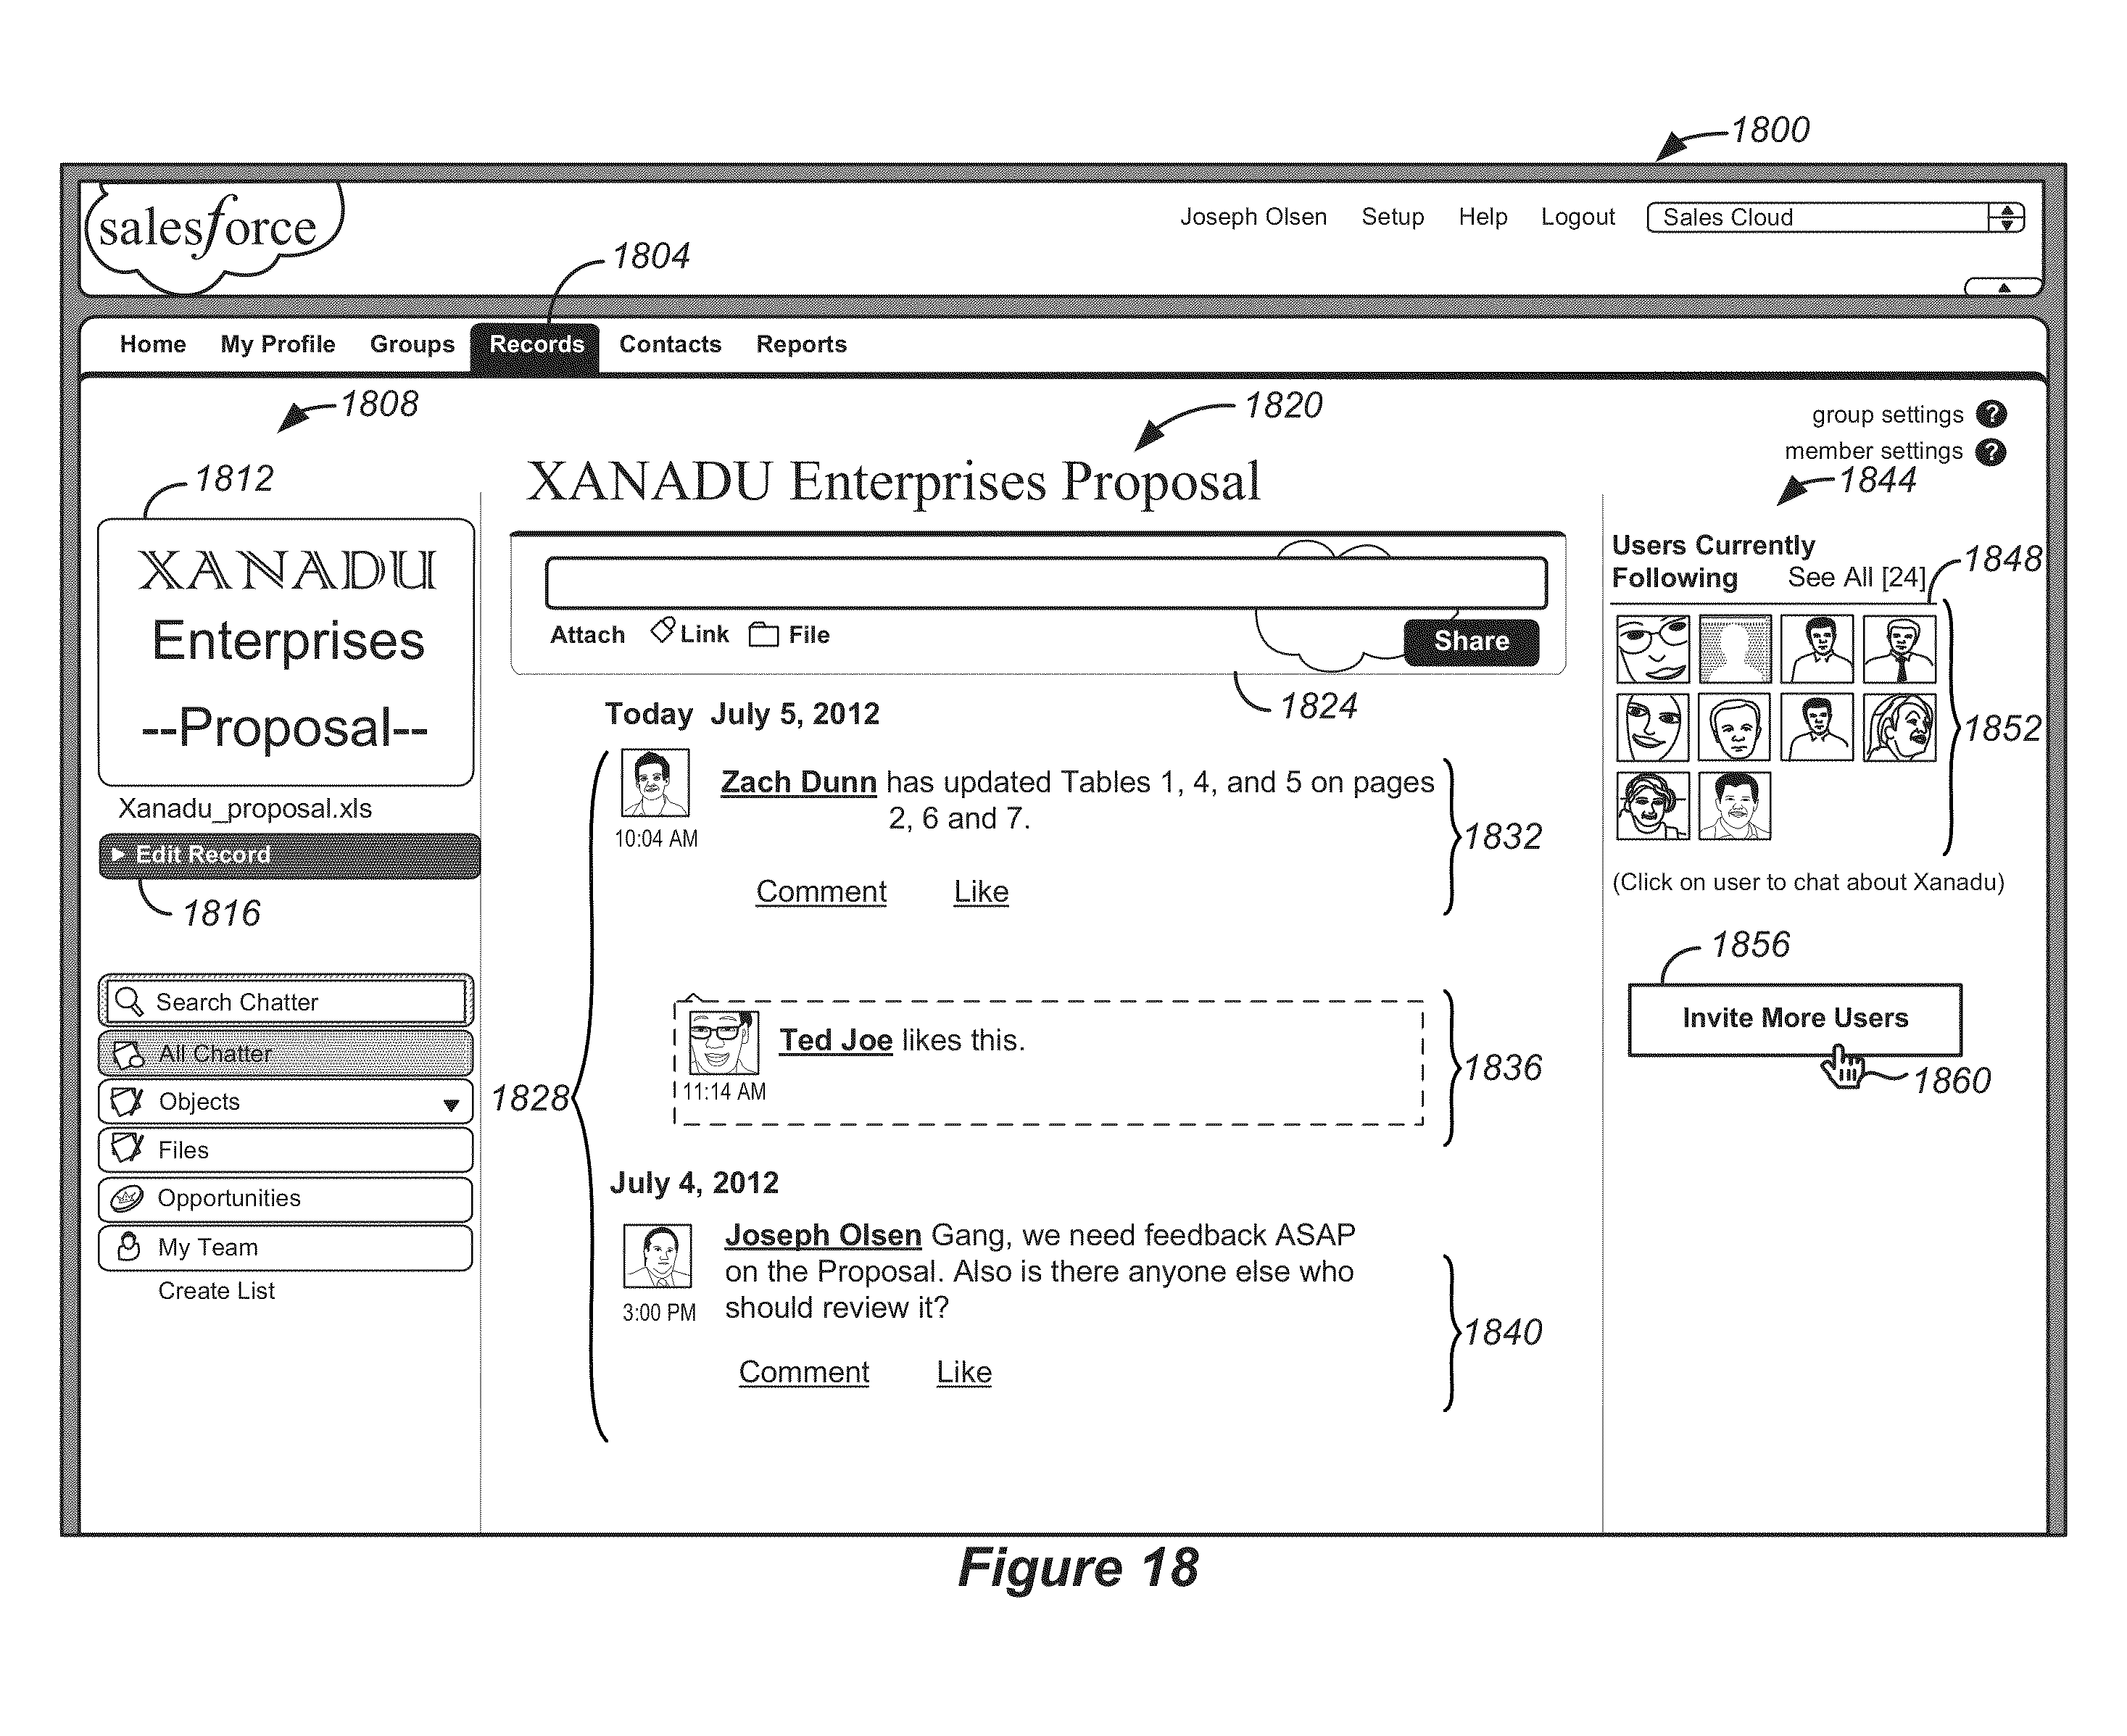 1800
salesforce
Joseph Olsen Setup Help Logout Sales Cloud
1804
Home My Profile Groups Records Contacts Reports
1808
1812
XANADU
Enterprises
--Proposal--
Xanadu_proposal.xls
Edit Record
1816
Search Chatter
All Chatter
Objects
Files
Opportunities
My Team
Create List
1820
XANADU Enterprises Proposal
Attach Link File Share
1824
Today July 5, 2012
1828
Zach Dunn has updated Tables 1, 4, and 5 on pages
2, 6 and 7.
10:04 AM
1832
Comment Like
Ted Joe likes this.
11:14 AM
1836
July 4, 2012
Joseph Olsen Gang, we need feedback ASAP
on the Proposal. Also is there anyone else who
should review it?
3:00 PM
1840
Comment Like
group settings ?
member settings ?
1844
Users Currently
Following See All [24]
1848
1852
(Click on user to chat about Xanadu)
1856
Invite More Users
1860
Figure 18